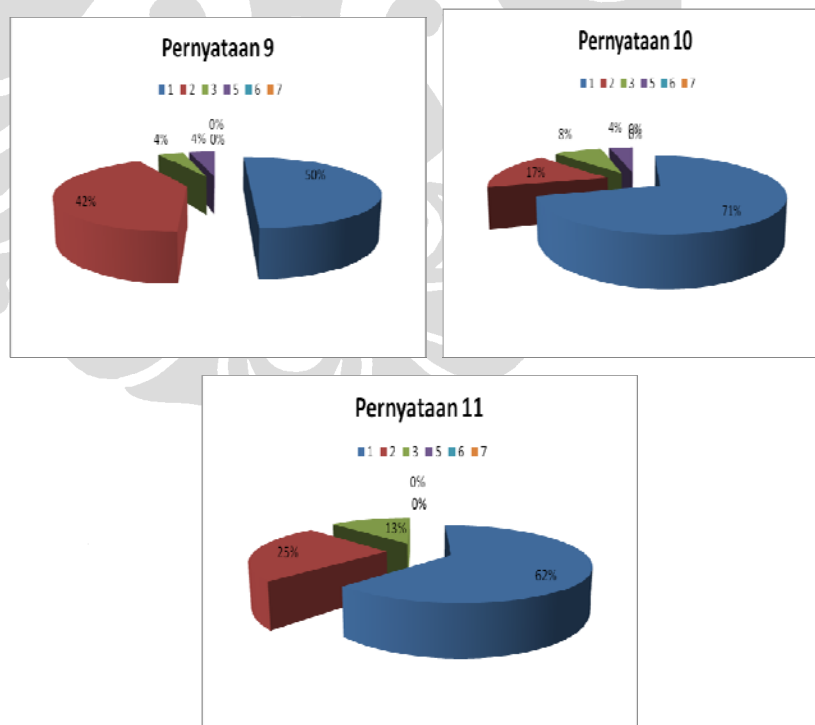 Pernyataan 9
1 2 3 5 6 7
0%
4% 4% 0%
50%
42%
Pernyataan 10
1 2 3 5 6 7
4% 0%
8%
17%
71%
Pernyataan 11
1 2 3 5 6 7
0%
0%
13%
25%
62%